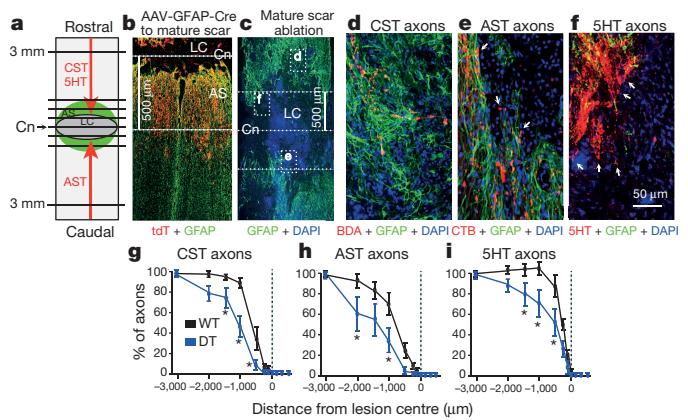 a
Rostral
3 mm
CST
5HT
AS
LC
Cn
AST
3 mm
Caudal
b
AAV-GFAP-Cre
to mature scar
LC
Cn
AS
500 μm
tdT + GFAP
c
Mature scar
ablation
d
f
LC
500 μm
Cn
e
GFAP + DAPI
d
CST axons
BDA + GFAP + DAPI
e
AST axons
CTB + GFAP + DAPI
f
5HT axons
50 μm
5HT + GFAP + DAPI
g
CST axons
% of axons
100
80
60
40
20
0
WT
DT
* * *
−3,000 −2,000 −1,000 0
h
AST axons
* *
−3,000 −2,000 −1,000 0
i
5HT axons
* * *
−3,000 −2,000 −1,000 0
Distance from lesion centre (μm)